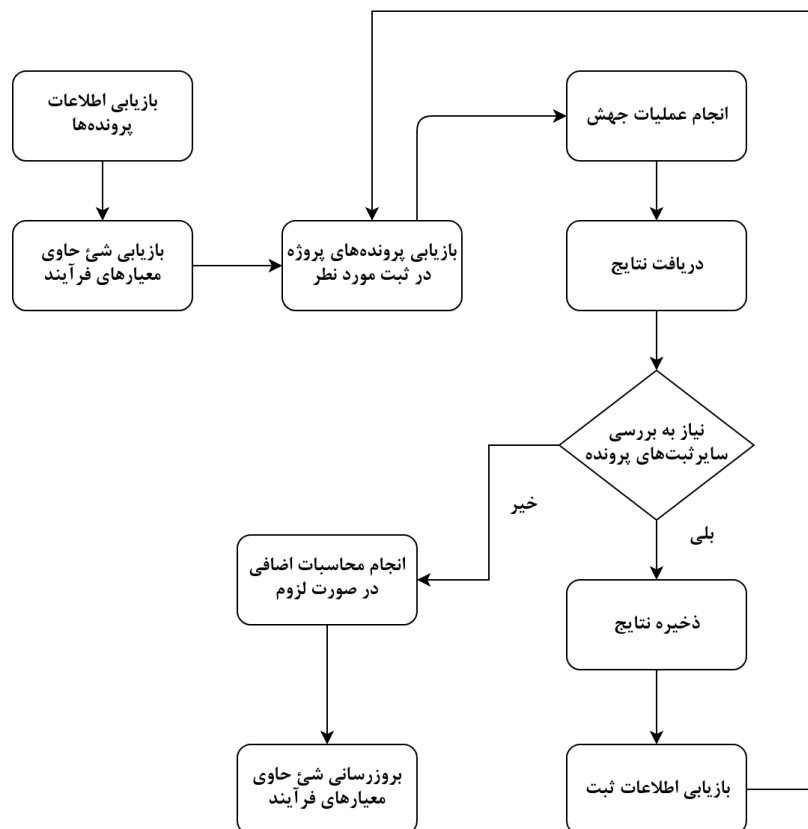 بازیابی اطلاعات
پرونده‌ها
بازیابی شئ حاوی
معیارهای فرآیند
بازیابی پرونده‌های پروژه
در ثبت مورد نطر
انجام عملیات جهش
دریافت نتایج
نیاز به بررسی
سایرثبت‌های پرونده
خیر
بلی
انجام محاسبات اضافی
در صورت لزوم
بروزرسانی شئ حاوی
معیارهای فرآیند
ذخیره نتایج
بازیابی اطلاعات ثبت